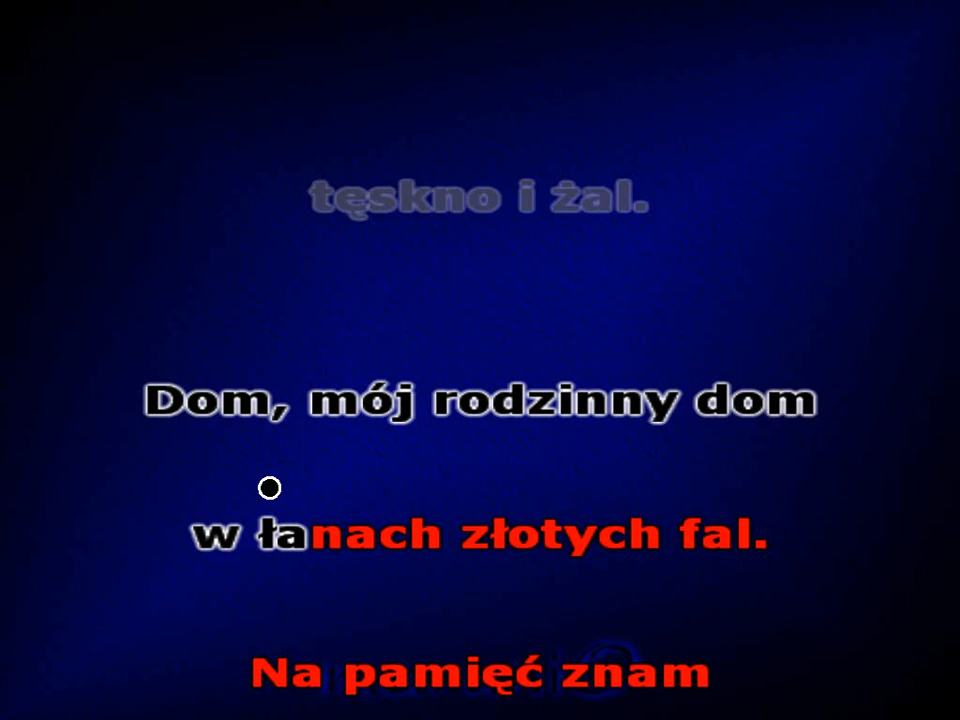 tęskno i żal.
Dom, mój rodzinny dom
w łanach złotych fal.
Na pamięć znam